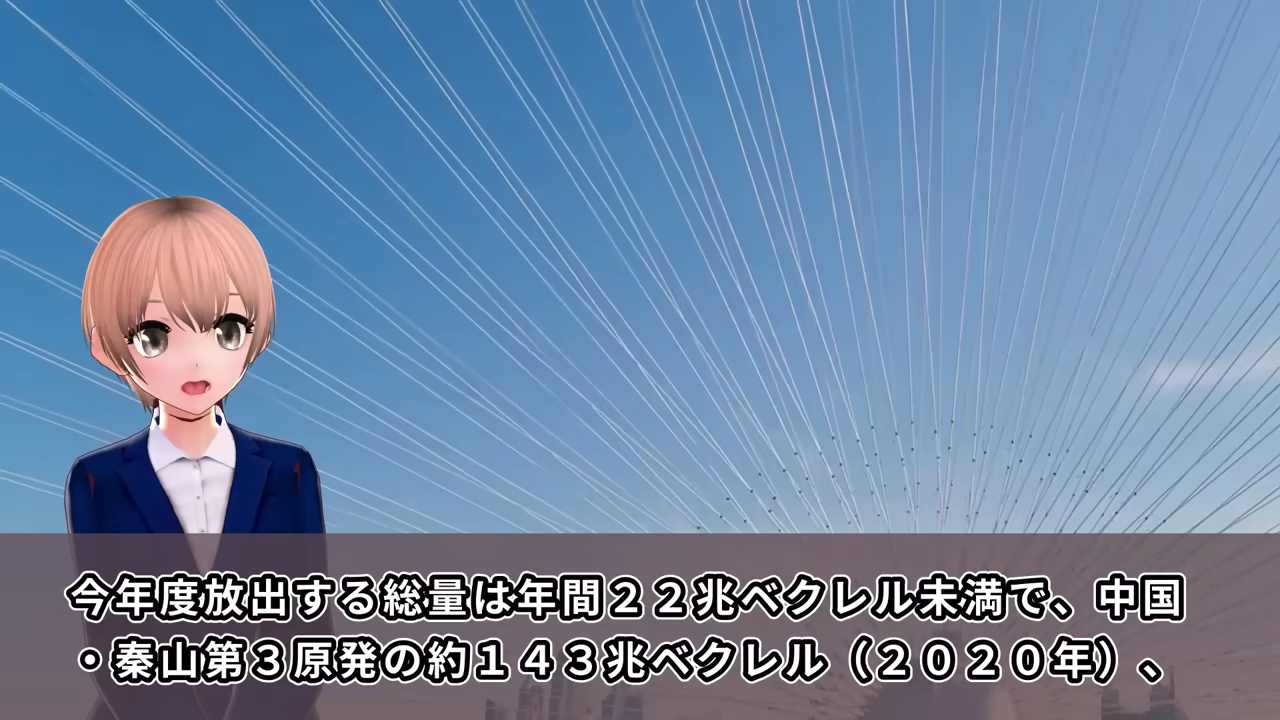 今年度放出する総量は年間２２兆ベクレル未満で、中国
・秦山第３原発の約１４３兆ベクレル（２０２０年）、